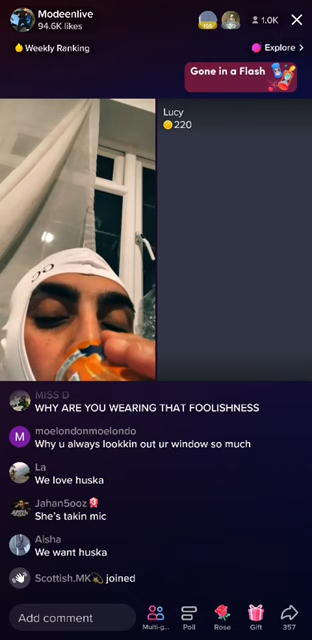 Modeenlive
94.6K likes
1.0K
Weekly Ranking
Explore >
Gone in a Flash
Lucy
220
MISS D
WHY ARE YOU WEARING THAT FOOLISHNESS
M
moelondonmoelondo
Why u always lookkin out ur window so much
La
We love huska
Jahan5ooz
She's takin mic
Aisha
We want huska
Scottish.MK joined
Add comment
Multi-g...
Poll
Rose
Gift
357